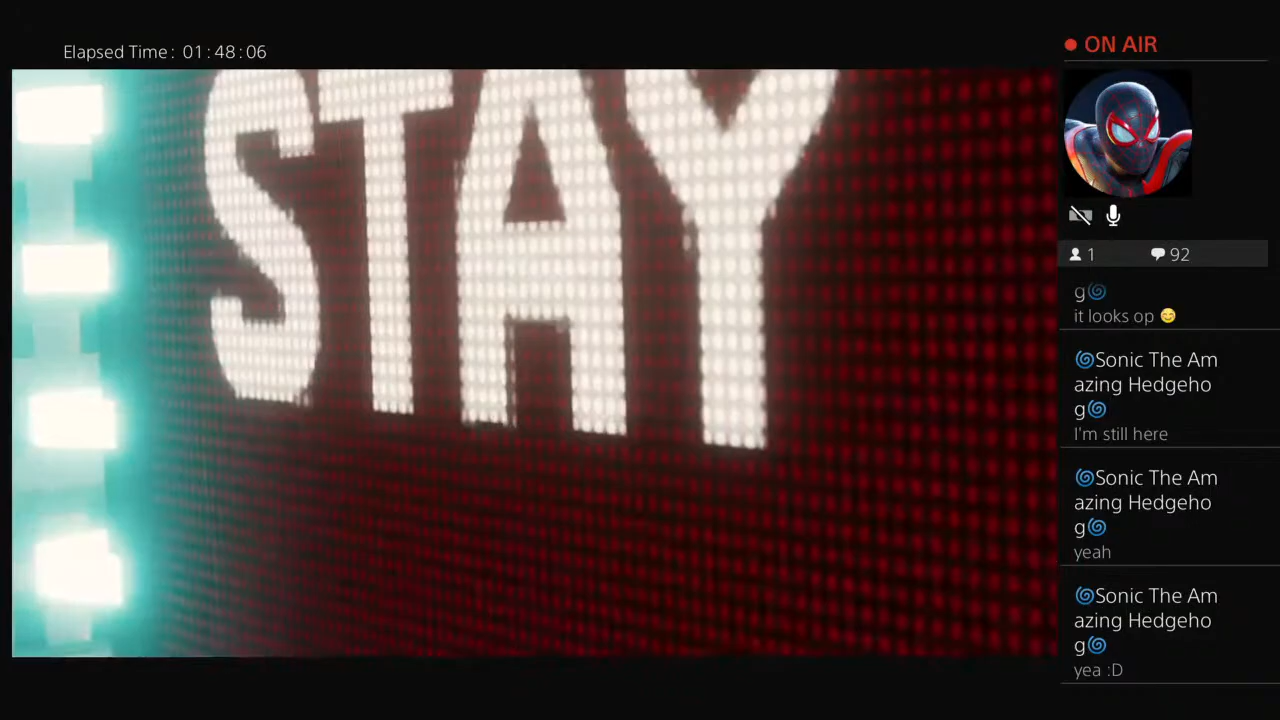 Elapsed Time: 01:48:06
ON AIR
STAY
1 92
g🌀
it looks op 😊
🌀Sonic The Am
azing Hedgeho
g🌀
I'm still here
🌀Sonic The Am
azing Hedgeho
g🌀
yeah
🌀Sonic The Am
azing Hedgeho
g🌀
yea :D